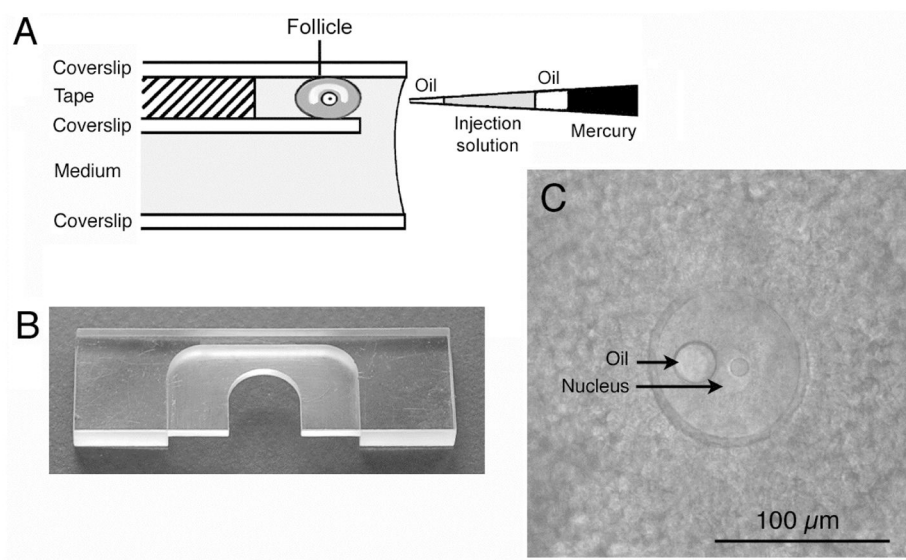 A
Follicle
Coverslip
Tape
Coverslip
Medium
Coverslip
Oil
Oil
Injection
solution
Mercury
B
C
Oil
Nucleus
100 µm